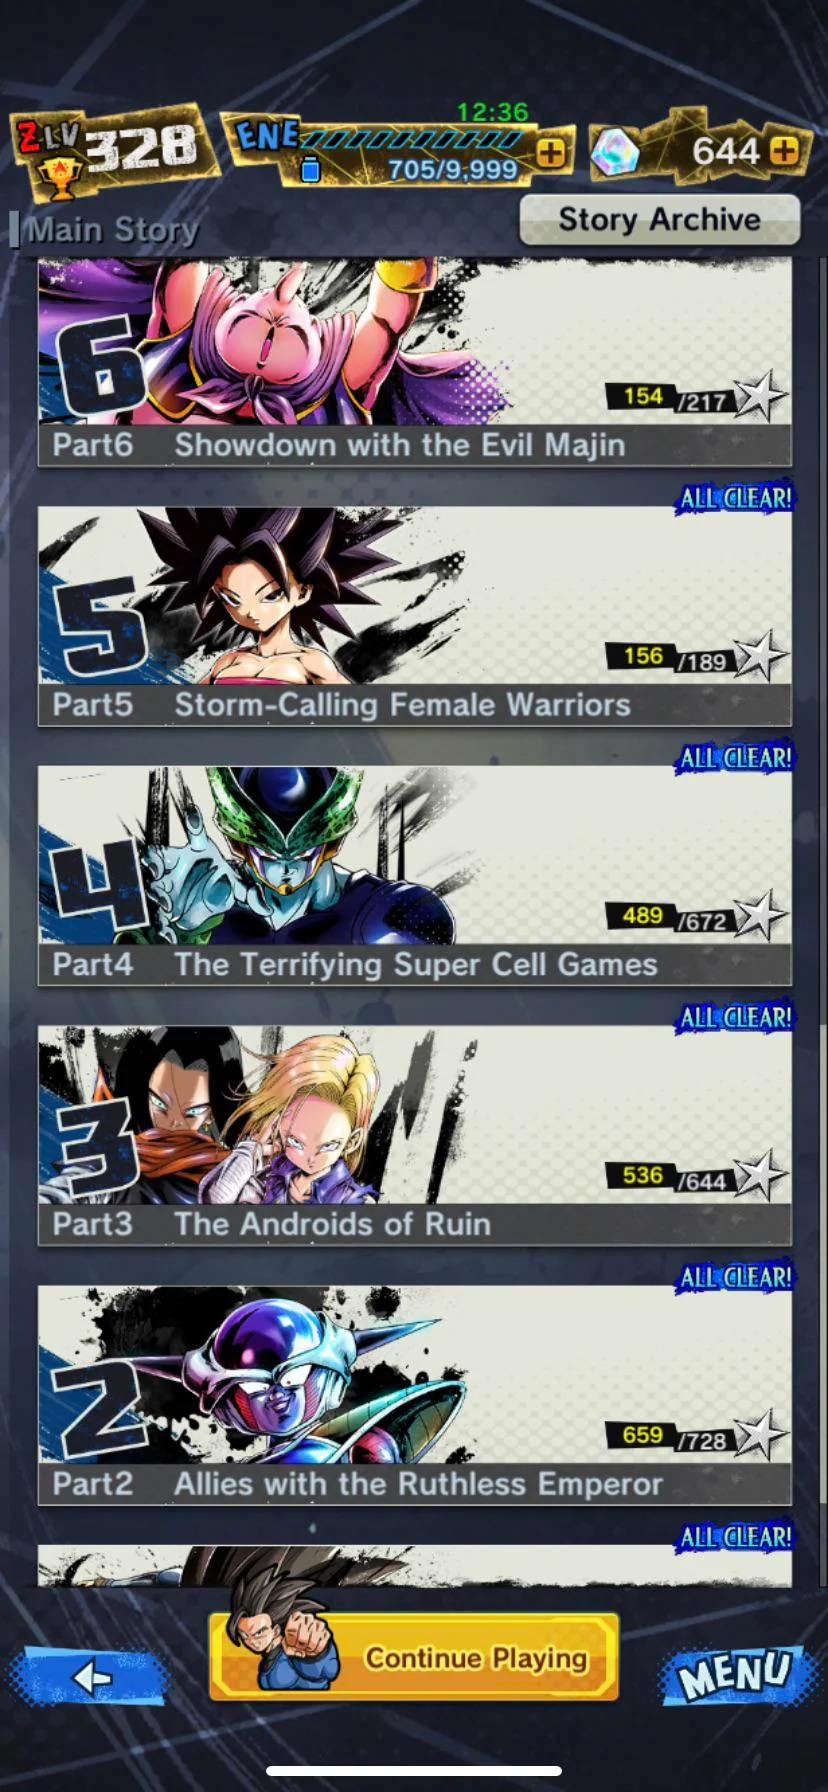 12:36
ZLV 328
ENE
705/9,999
644
Main Story
Story Archive
6
154/217
Part6 Showdown with the Evil Majin
ALL CLEAR!
5
156/189
Part5 Storm-Calling Female Warriors
ALL CLEAR!
4
489/672
Part4 The Terrifying Super Cell Games
ALL CLEAR!
3
536/644
Part3 The Androids of Ruin
ALL CLEAR!
2
659/728
Part2 Allies with the Ruthless Emperor
ALL CLEAR!
Continue Playing
MENU